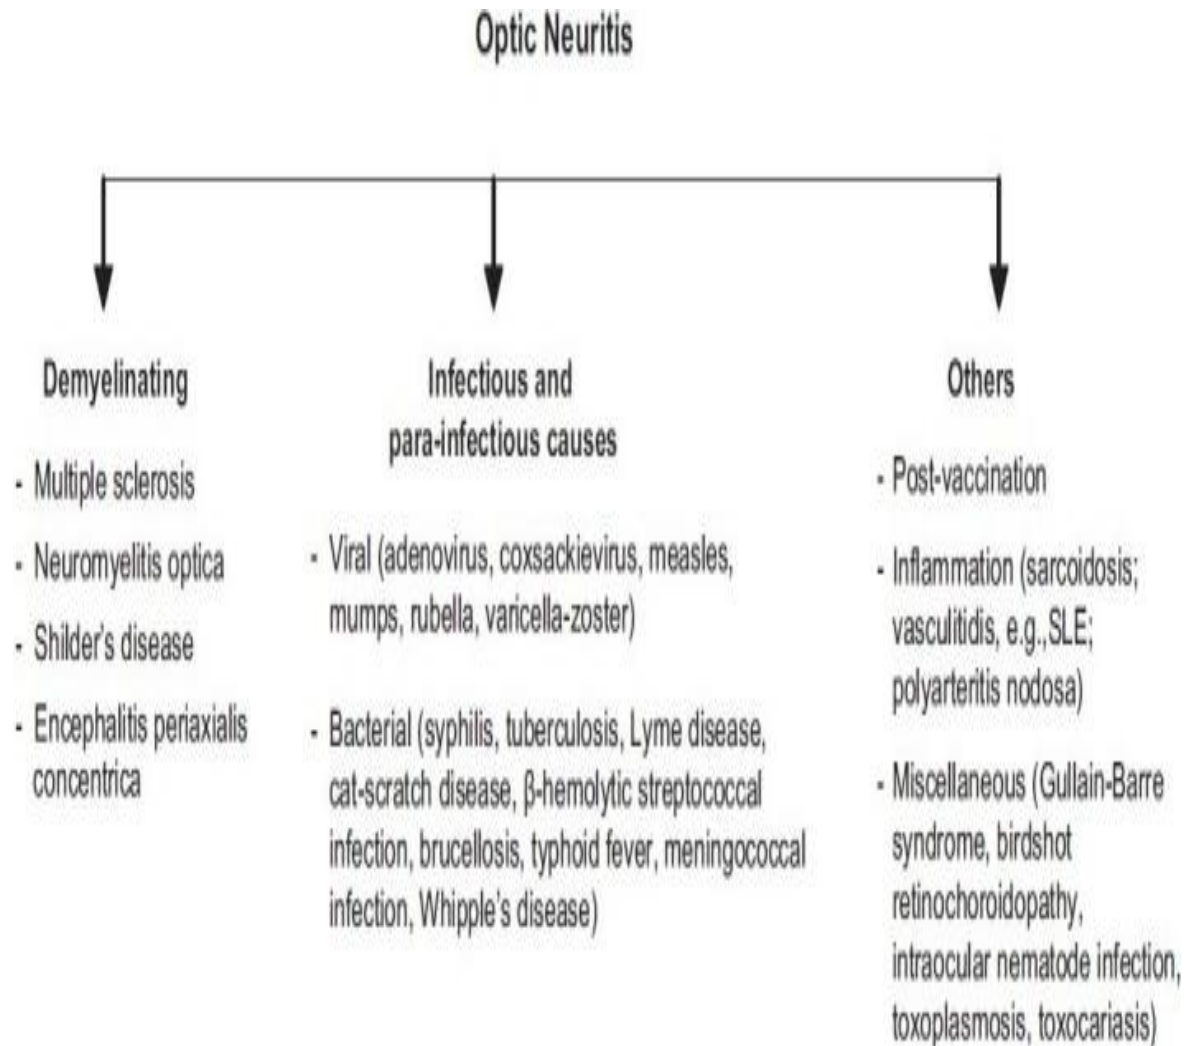 Optic Neuritis
Demyelinating
- Multiple sclerosis
- Neuromyelitis optica
- Shilder's disease
- Encephalitis periaxialis
concentrica
Infectious and
para-infectious causes
- Viral (adenovirus, coxsackievirus, measles,
mumps, rubella, varicella-zoster)
- Bacterial (syphilis, tuberculosis, Lyme disease,
cat-scratch disease, β-hemolytic streptococcal
infection, brucellosis, typhoid fever, meningococcal
infection, Whipple's disease)
Others
- Post-vaccination
- Inflammation (sarcoidosis;
vasculitidis, e.g.,SLE;
polyarteritis nodosa)
- Miscellaneous (Gullain-Barre
syndrome, birdshot
retinochoroidopathy,
intraocular nematode infection,
toxoplasmosis, toxocariasis)